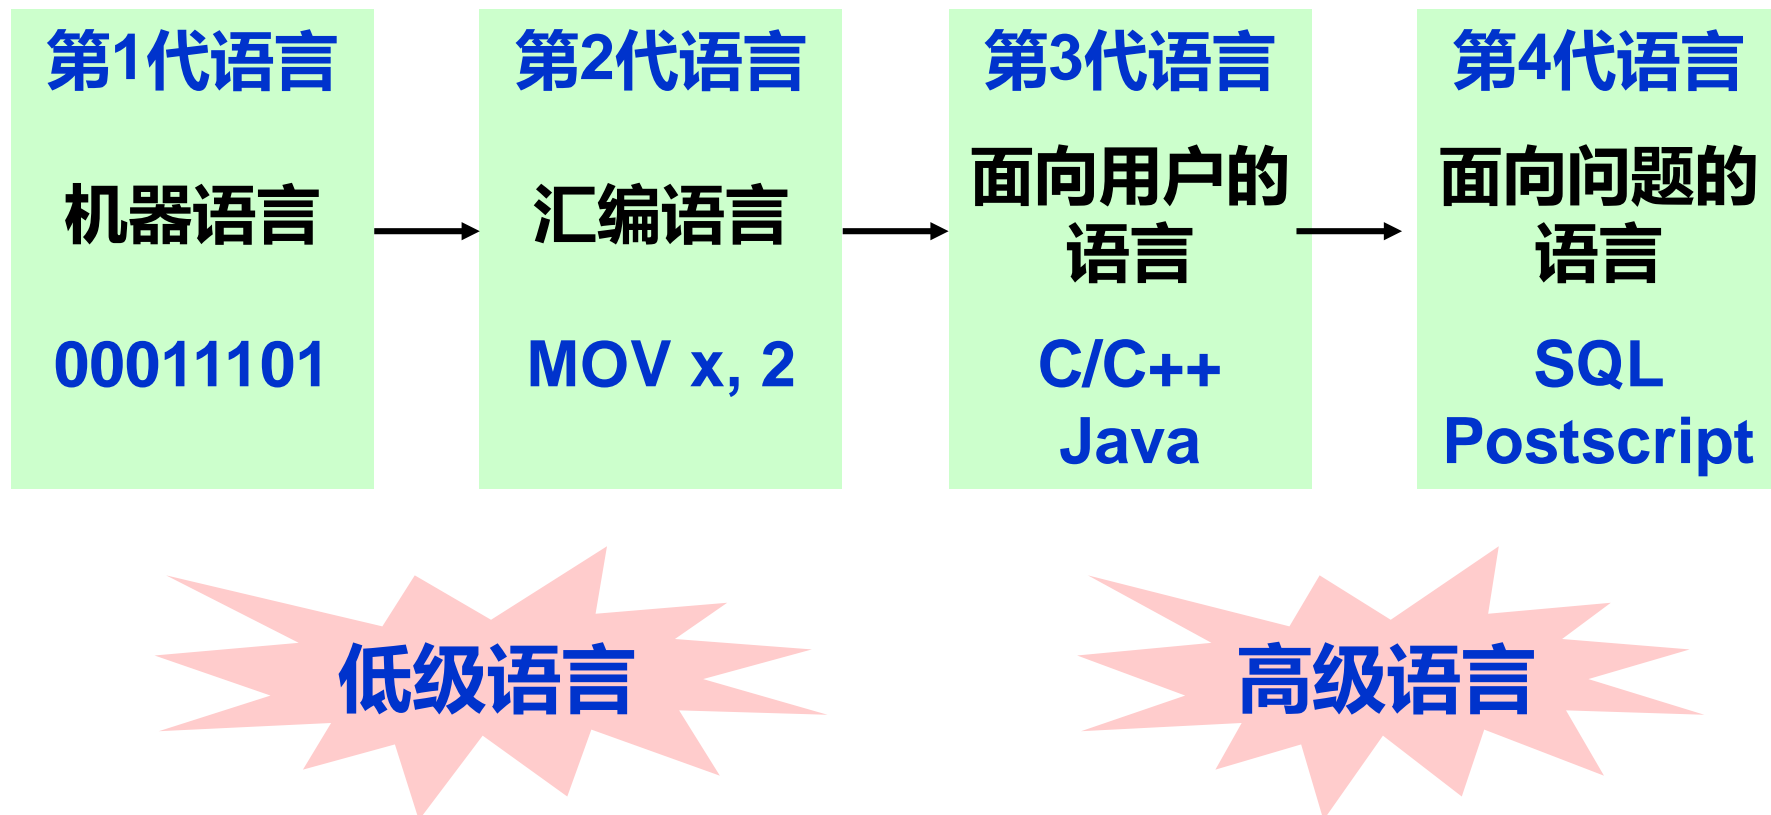 第1代语言
机器语言
00011101
第2代语言
汇编语言
MOV x, 2
第3代语言
面向用户的
语言
C/C++
Java
第4代语言
面向问题的
语言
SQL
Postscript
低级语言
高级语言